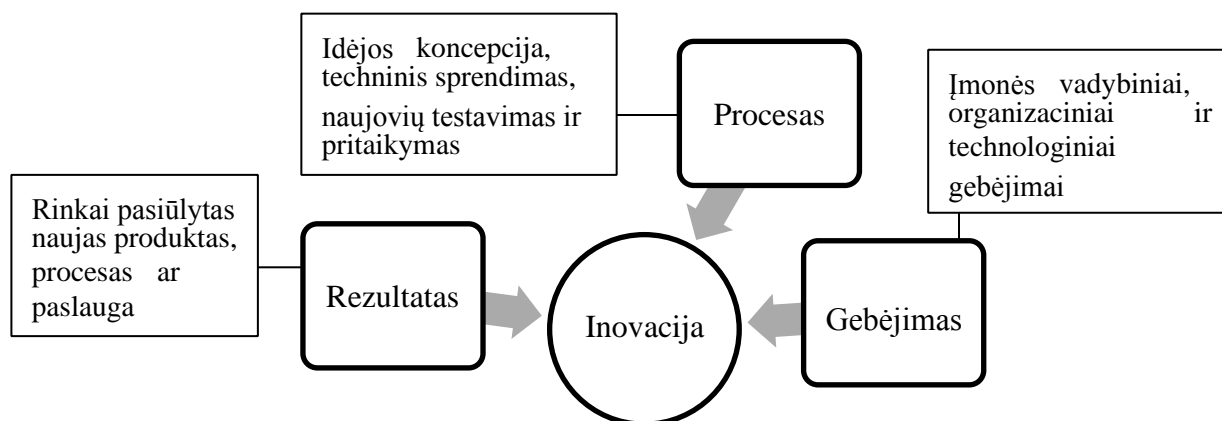 Idėjos koncepcija,
techninis sprendimas,
naujovių testavimas ir
pritaikymas
Procesas
Įmonės vadybiniai,
organizaciniai ir
technologiniai
gebėjimai
Rinkai pasiūlytas
naujas produktas,
procesas ar
paslauga
Rezultatas
Inovacija
Gebėjimas